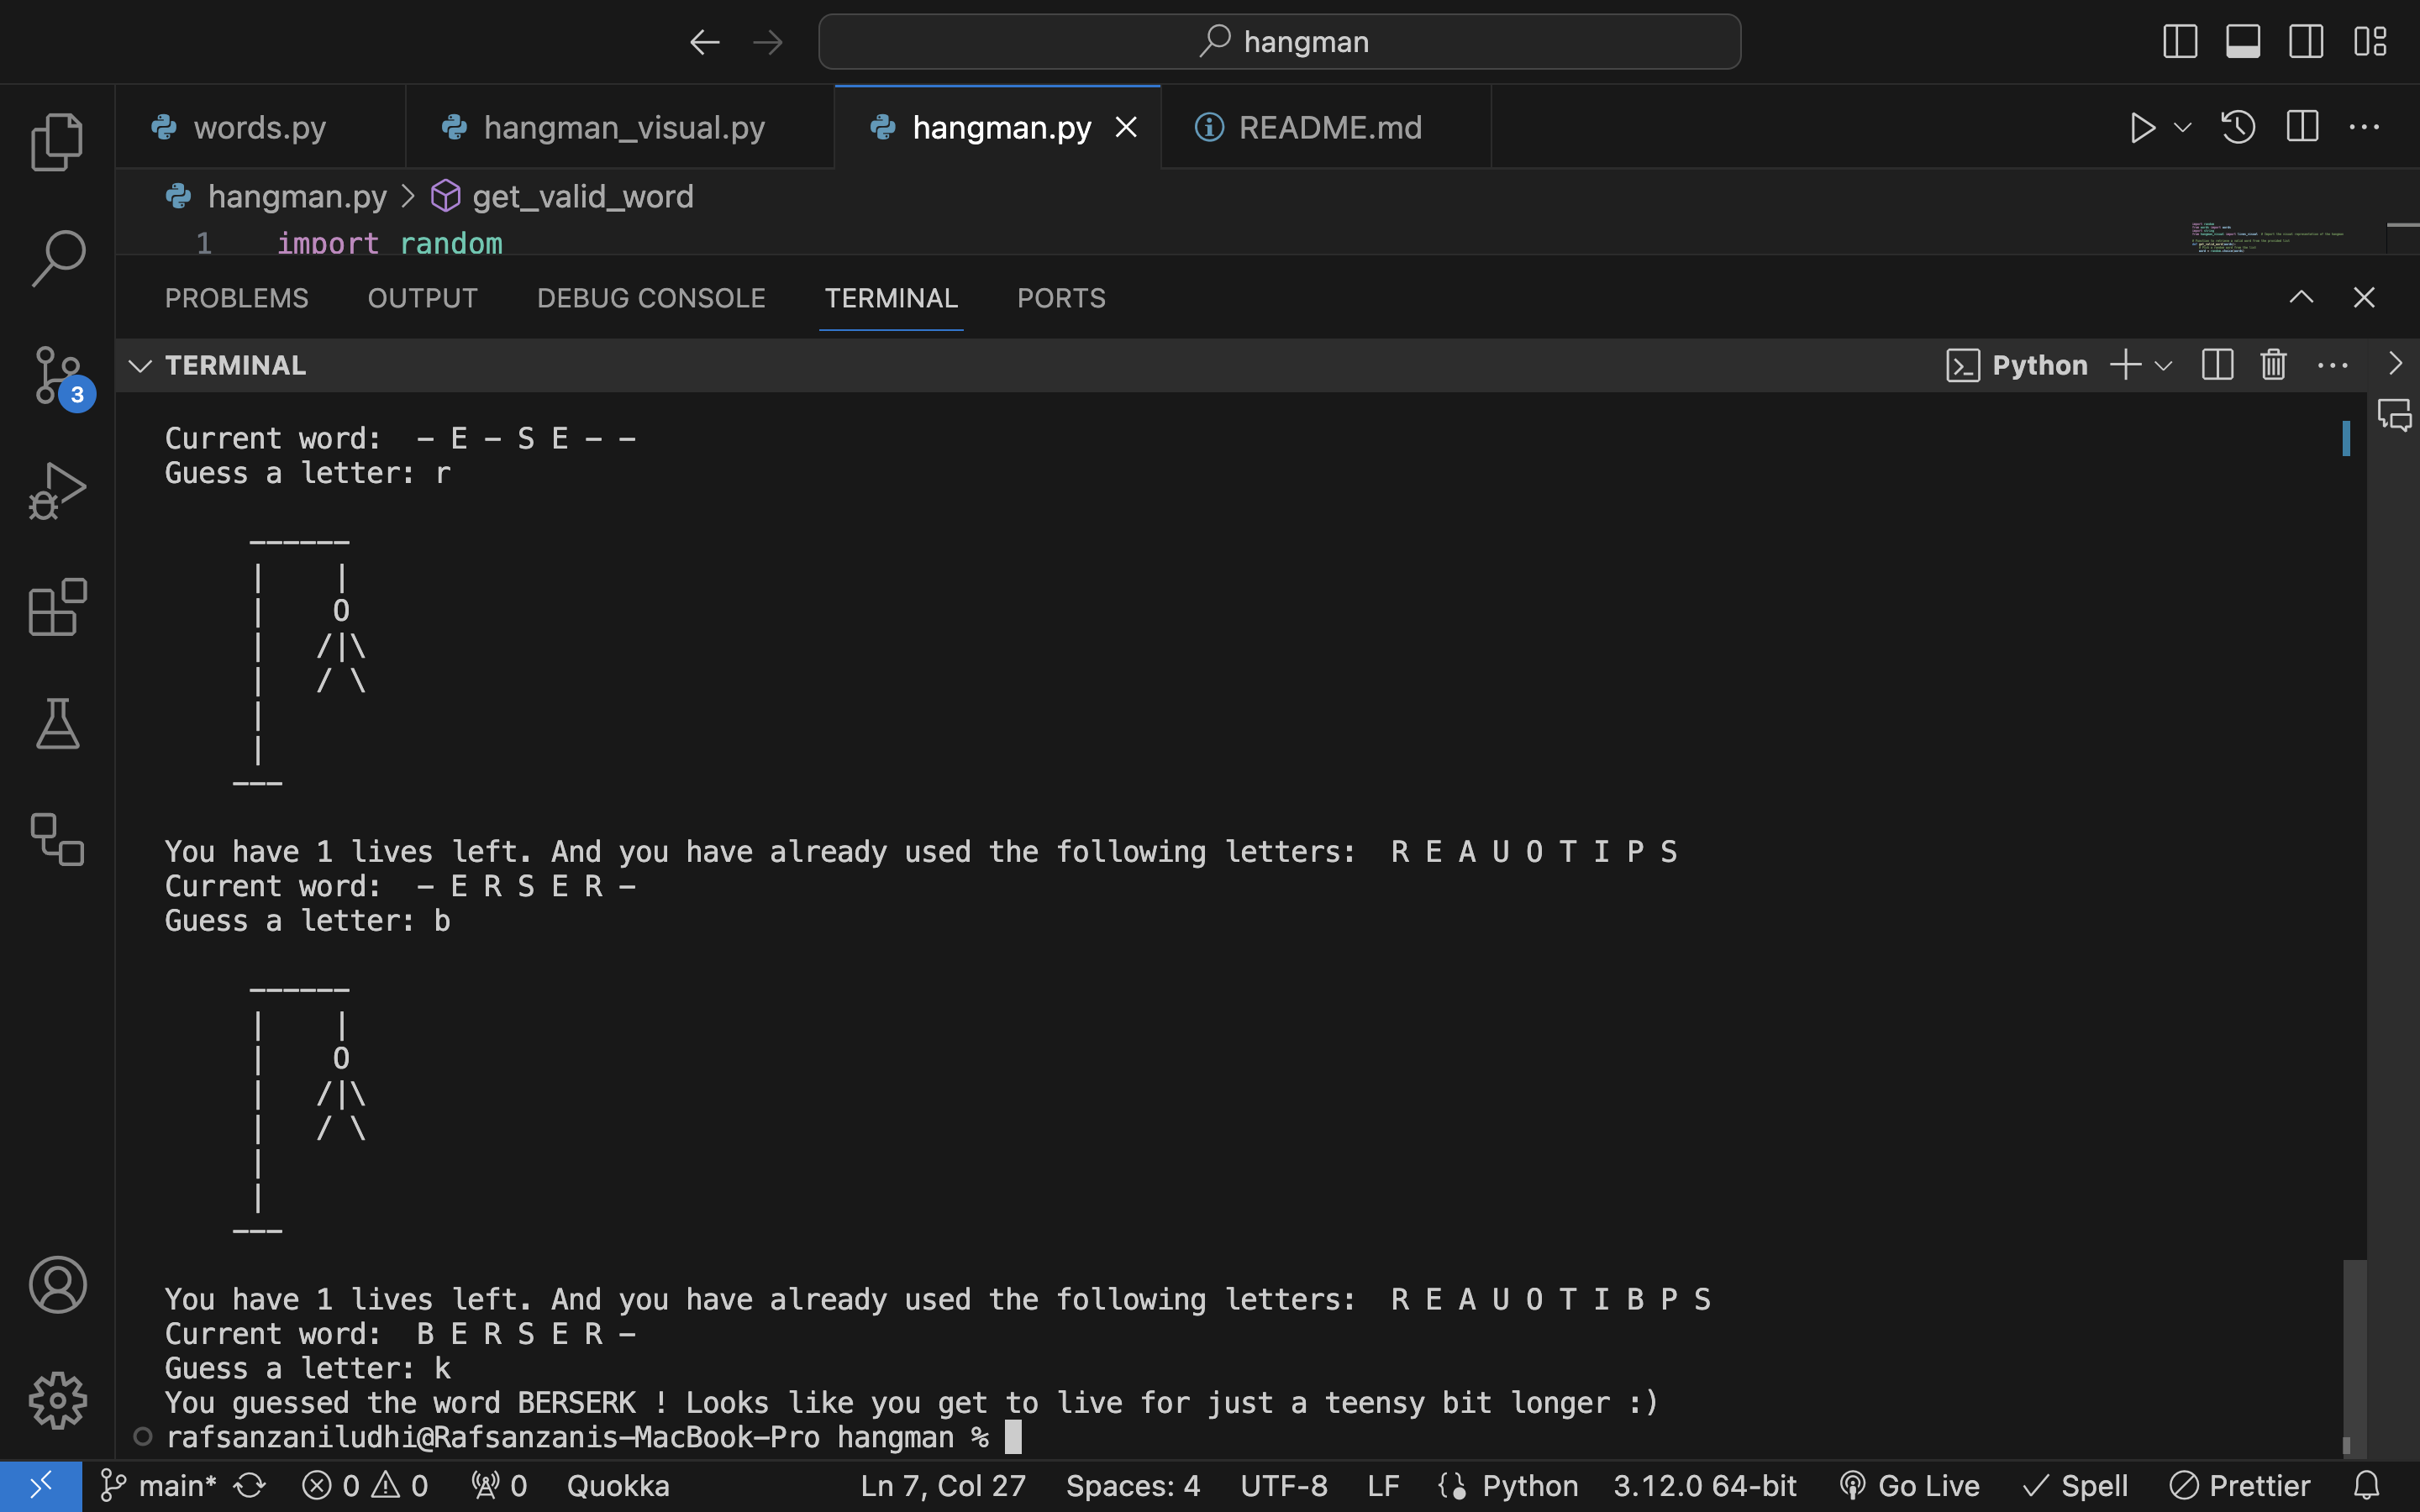 hangman
words.py hangman_visual.py hangman.py README.md
hangman.py > get_valid_word
1 import random
PROBLEMS OUTPUT DEBUG CONSOLE TERMINAL PORTS
TERMINAL Python
3
Current word:  - E - S E - -
Guess a letter: r
------
|    |
|    O
|   /|\
|   / \
|
|
---
You have 1 lives left. And you have already used the following letters:  R E A U O T I P S
Current word:  - E R S E R -
Guess a letter: b
------
|    |
|    O
|   /|\
|   / \
|
|
---
You have 1 lives left. And you have already used the following letters:  R E A U O T I B P S
Current word:  B E R S E R -
Guess a letter: k
You guessed the word BERSERK ! Looks like you get to live for just a teensy bit longer :)
rafsanzaniludhi@Rafsanzanis-MacBook-Pro hangman %
main* 0 0 0 Quokka Ln 7, Col 27 Spaces: 4 UTF-8 LF Python 3.12.0 64-bit Go Live Spell Prettier